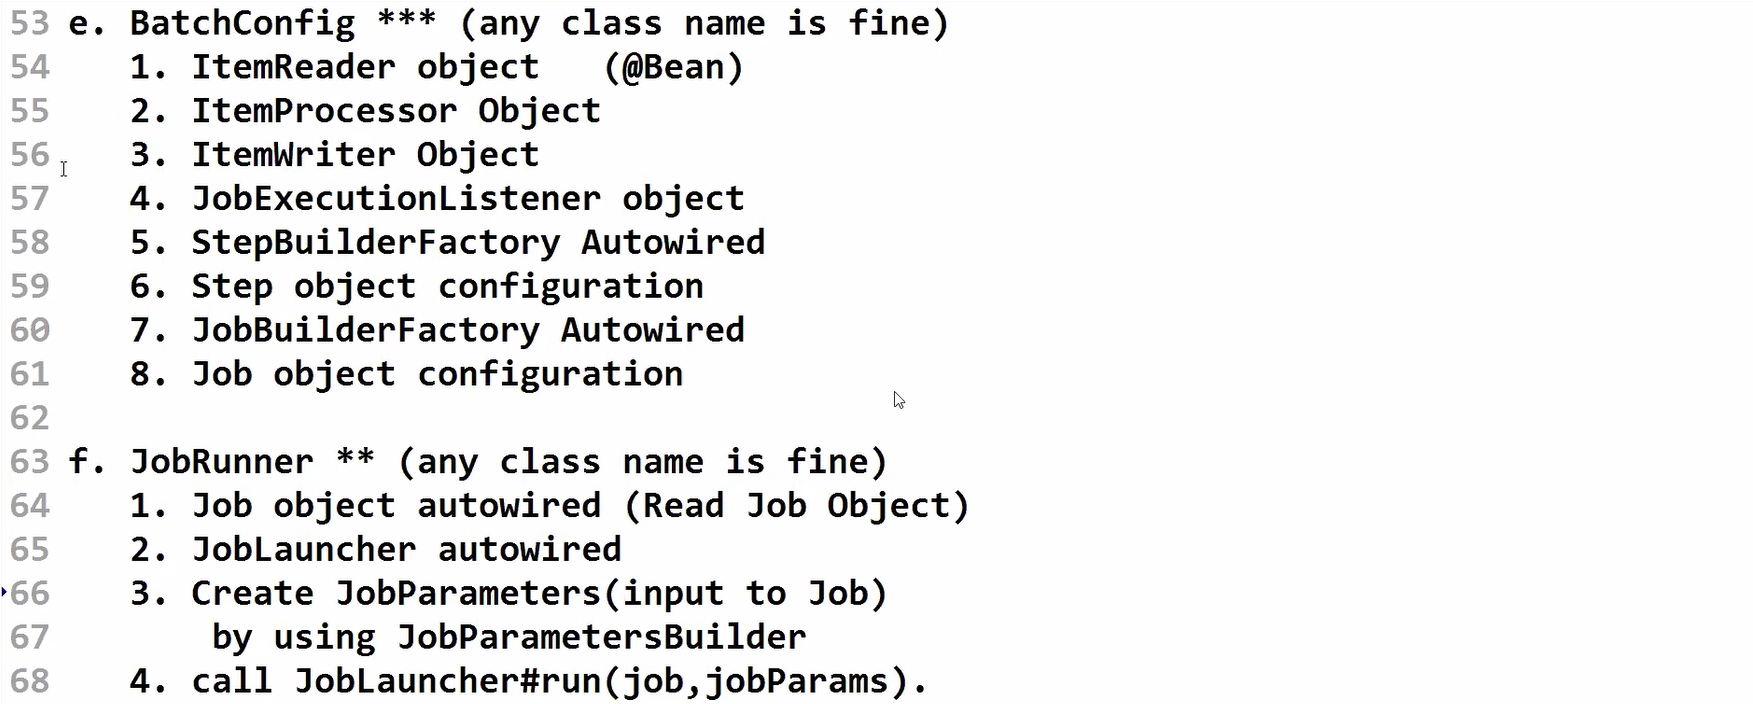 53 e. BatchConfig *** (any class name is fine)
54    1. ItemReader object   (@Bean)
55    2. ItemProcessor Object
56    3. ItemWriter Object
57    4. JobExecutionListener object
58    5. StepBuilderFactory Autowired
59    6. Step object configuration
60    7. JobBuilderFactory Autowired
61    8. Job object configuration
62
63 f. JobRunner ** (any class name is fine)
64    1. Job object autowired (Read Job Object)
65    2. JobLauncher autowired
66    3. Create JobParameters(input to Job)
67        by using JobParametersBuilder
68    4. call JobLauncher#run(job,jobParams).